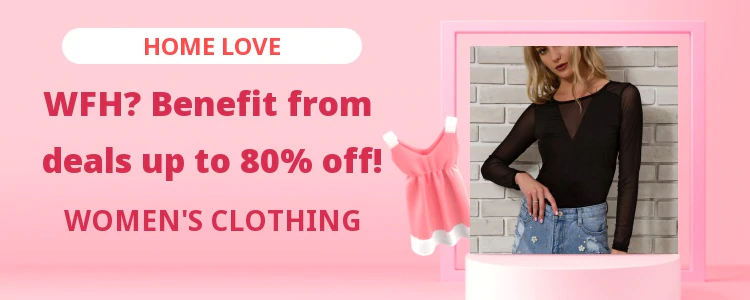 HOME LOVE
WFH? Benefit from
deals up to 80% off!
WOMEN'S CLOTHING